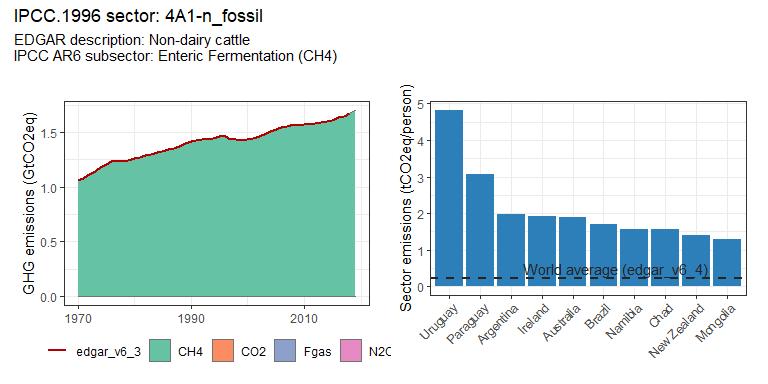 IPCC.1996 sector: 4A1-n_fossil
EDGAR description: Non-dairy cattle
IPCC AR6 subsector: Enteric Fermentation (CH4)
GHG emissions (GtCO2eq)
1.5
1.0
0.5
0.0
1970 1990 2010
edgar_v6_3 CH4 CO2 Fgas N2O
Sector emissions (tCO2eq/person)
5
4
3
2
1
0
World average (edgar_v6_4)
Uruguay
Paraguay
Argentina
Ireland
Australia
Brazil
Namibia
Chad
New Zealand
Mongolia